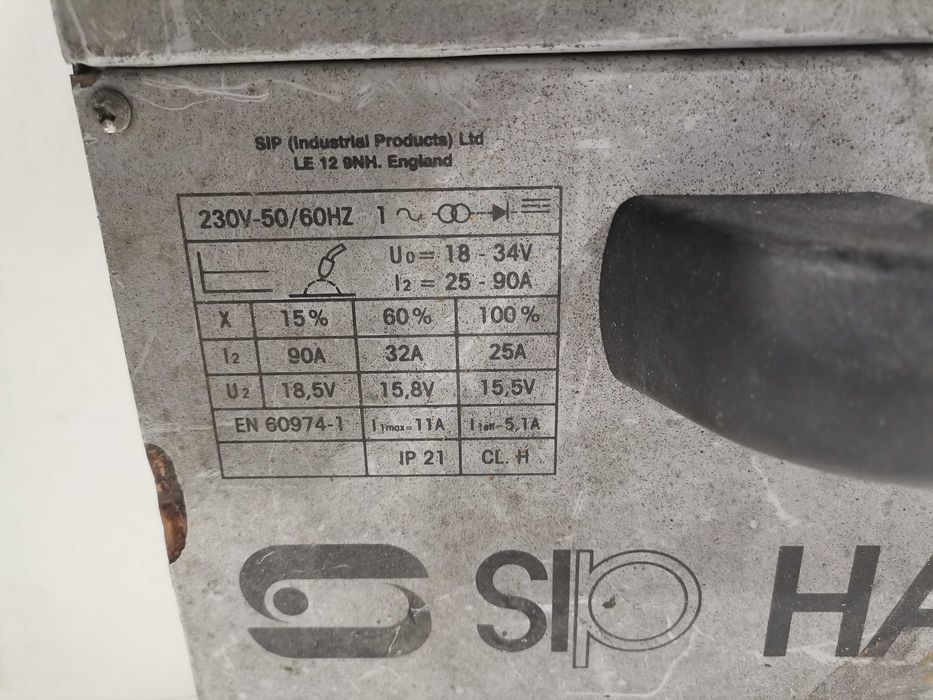 SIP (Industrial Products) Ltd
LE 12 9NH. England
230V-50/60HZ 1
U0 = 18 - 34V
I2 = 25 - 90A
X 15% 60% 100%
I2 90A 32A 25A
U2 18,5V 15,8V 15,5V
EN 60974-1 I1max=11A I1eff=5,1A
IP 21 CL. H
SIP HA